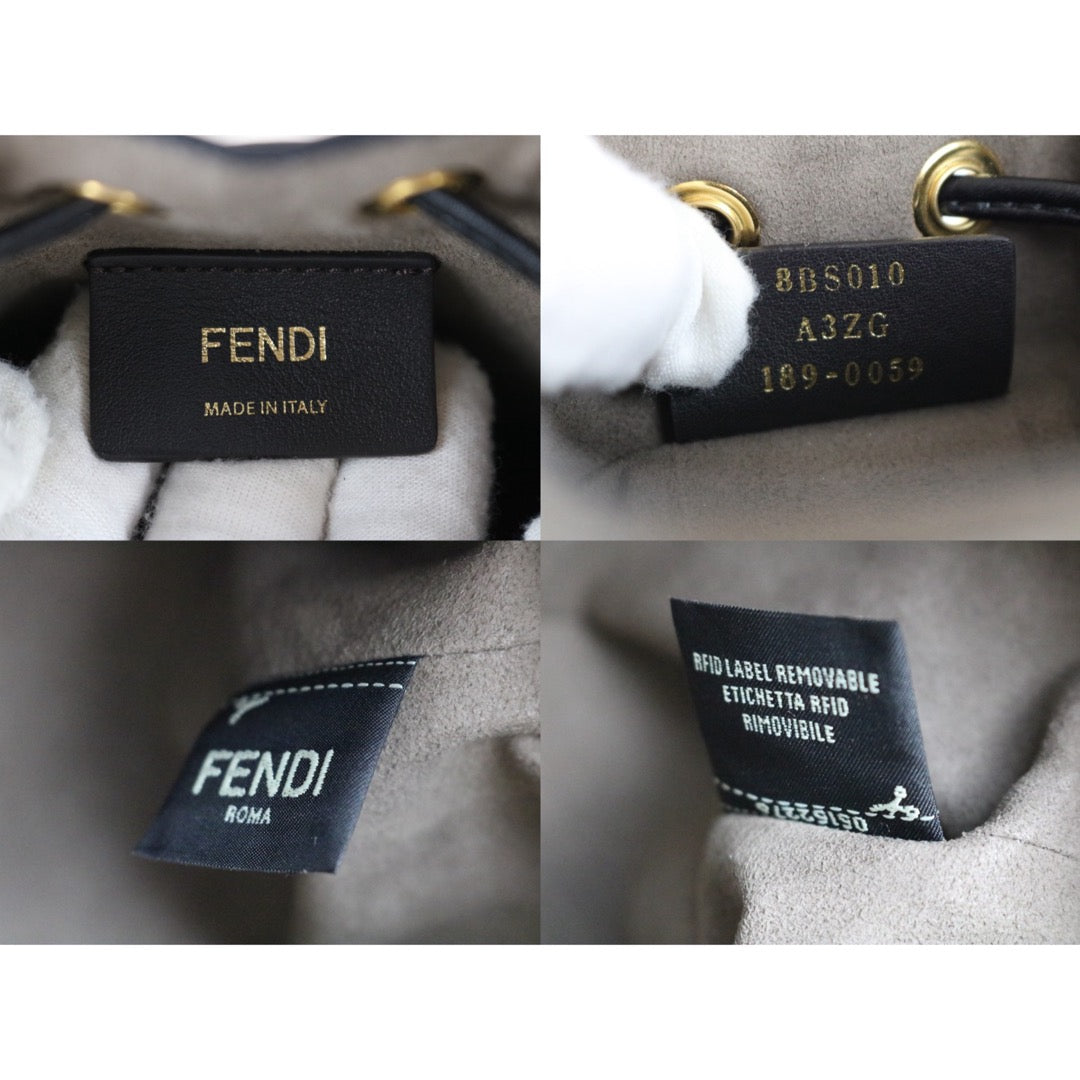 FENDI
MADE IN ITALY
8BS010
A3ZG
189-0059
FENDI
ROMA
RFID LABEL REMOVABLE
ETICHETTA RFID
RIMOVIBILE